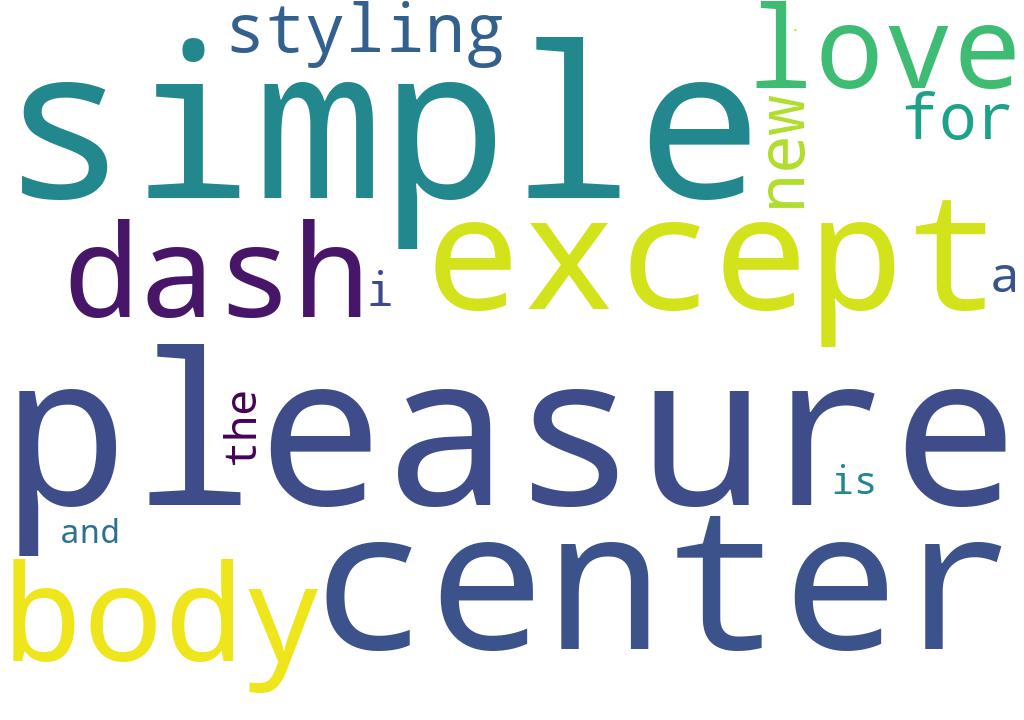 styling
love
simple
for
new
dash
i
except
a
pleasure
the
is
and
body
center